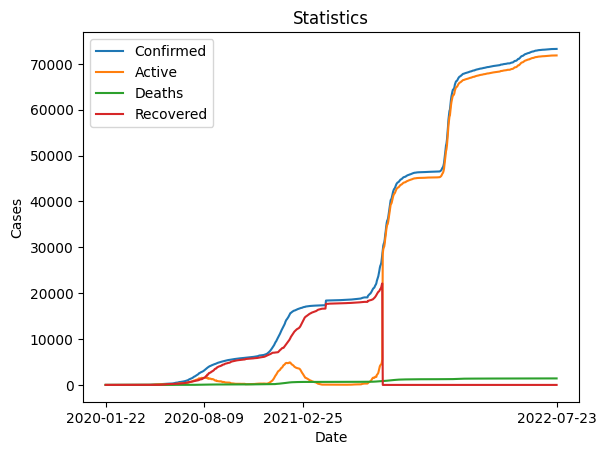 Statistics
Confirmed
Active
Deaths
Recovered
70000
60000
50000
40000
30000
20000
10000
0
Cases
2020-01-22 2020-08-09 2021-02-25 2022-07-23
Date